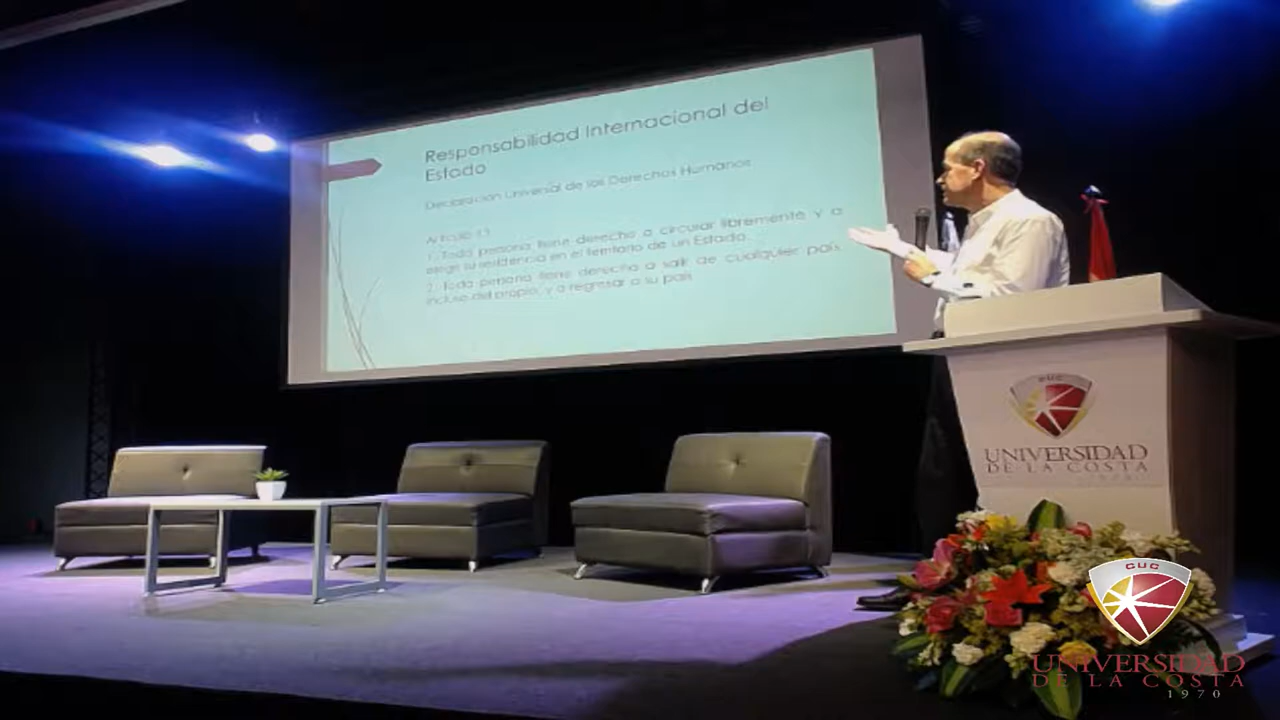 Responsabilidad Internacional del
Estado
Declaración Universal de los Derechos Humanos
Artículo 13
1. Toda persona tiene derecho a circular libremente y a
elegir su residencia en el territorio de un Estado.
2. Toda persona tiene derecho a salir de cualquier país,
incluso del propio, y a regresar a su país.
CUC
UNIVERSIDAD
DE LA COSTA
CUC
UNIVERSIDAD
DE LA COSTA
1970